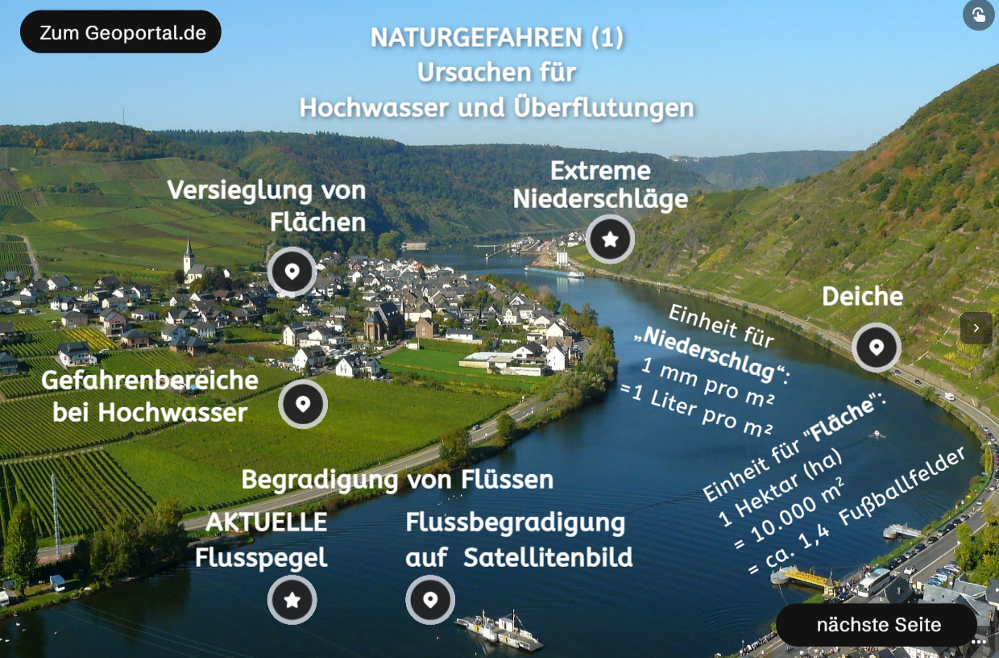 Zum Geoportal.de
NATURGEFAHREN (1)
Ursachen für
Hochwasser und Überflutungen
Versieglung von
Flächen
Extreme
Niederschläge
Deiche
Einheit für
„Niederschlag“:
1 mm pro m²
=1 Liter pro m²
Gefahrenbereiche
bei Hochwasser
Einheit für "Fläche":
1 Hektar (ha)
= 10.000 m²
= ca. 1,4 Fußballfelder
Begradigung von Flüssen
AKTUELLE
Flusspegel
Flussbegradigung
auf Satellitenbild
nächste Seite